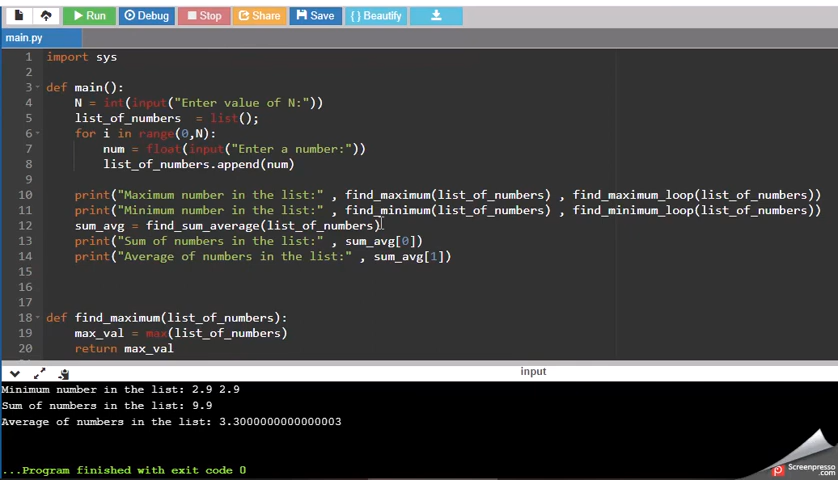 Run Debug Stop Share Save { } Beautify
main.py
1 import sys
2
3 def main():
4 N = int(input("Enter value of N:"))
5 list_of_numbers  = list();
6 for i in range(0,N):
7 num = float(input("Enter a number:"))
8 list_of_numbers.append(num)
9
10 print("Maximum number in the list:" , find_maximum(list_of_numbers) , find_maximum_loop(list_of_numbers))
11 print("Minimum number in the list:" , find_minimum(list_of_numbers) , find_minimum_loop(list_of_numbers))
12 sum_avg = find_sum_average(list_of_numbers)
13 print("Sum of numbers in the list:" , sum_avg[0])
14 print("Average of numbers in the list:" , sum_avg[1])
15
16
18 def find_maximum(list_of_numbers):
19 max_val = max(list_of_numbers)
20 return max_val
input
Minimum number in the list: 2.9 2.9
Sum of numbers in the list: 9.9
Average of numbers in the list: 3.3000000000000003
...Program finished with exit code 0
Screenpresso
.com